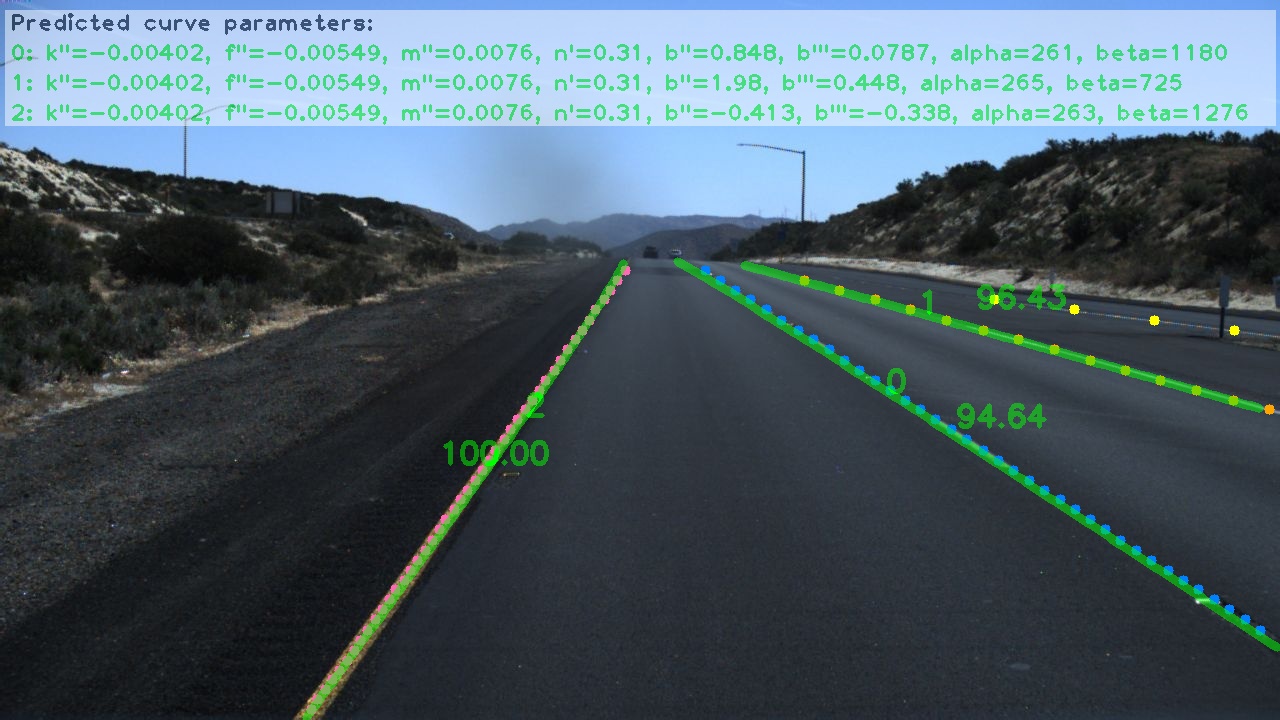 Predicted curve parameters:
0: k''=-0.00402, f''=-0.00549, m''=0.0076, n'=0.31, b''=0.848, b'''=0.0787, alpha=261, beta=1180
1: k''=-0.00402, f''=-0.00549, m''=0.0076, n'=0.31, b''=1.98, b'''=0.448, alpha=265, beta=725
2: k''=-0.00402, f''=-0.00549, m''=0.0076, n'=0.31, b''=-0.413, b'''=-0.338, alpha=263, beta=1276
1 96.43
0
94.64
2
100.00